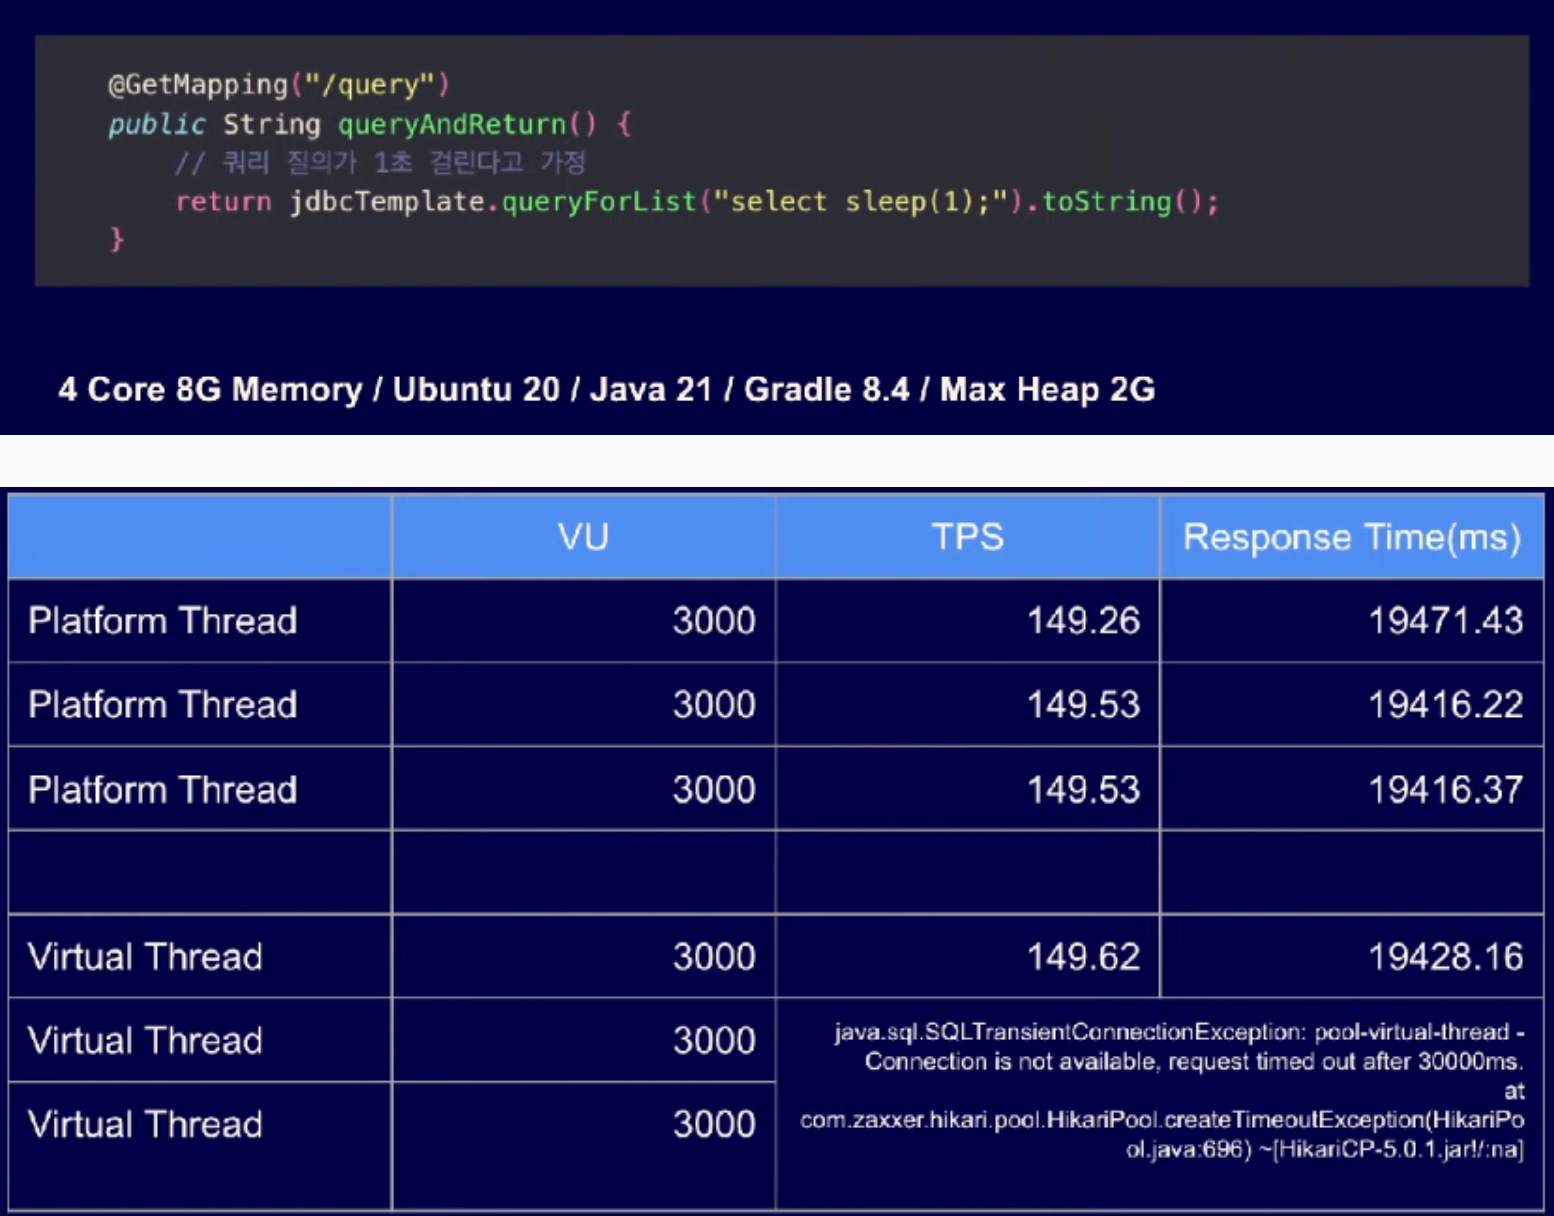 @GetMapping("/query")
public String queryAndReturn() {
// 쿼리 질의가 1초 걸린다고 가정
return jdbcTemplate.queryForList("select sleep(1);").toString();
}
4 Core 8G Memory / Ubuntu 20 / Java 21 / Gradle 8.4 / Max Heap 2G
VU TPS Response Time(ms)
Platform Thread 3000 149.26 19471.43
Platform Thread 3000 149.53 19416.22
Platform Thread 3000 149.53 19416.37
Virtual Thread 3000 149.62 19428.16
Virtual Thread 3000
Virtual Thread 3000
java.sql.SQLTransientConnectionException: pool-virtual-thread -
Connection is not available, request timed out after 30000ms.
at
com.zaxxer.hikari.pool.HikariPool.createTimeoutException(HikariPo
ol.java:696) ~[HikariCP-5.0.1.jar!/:na]